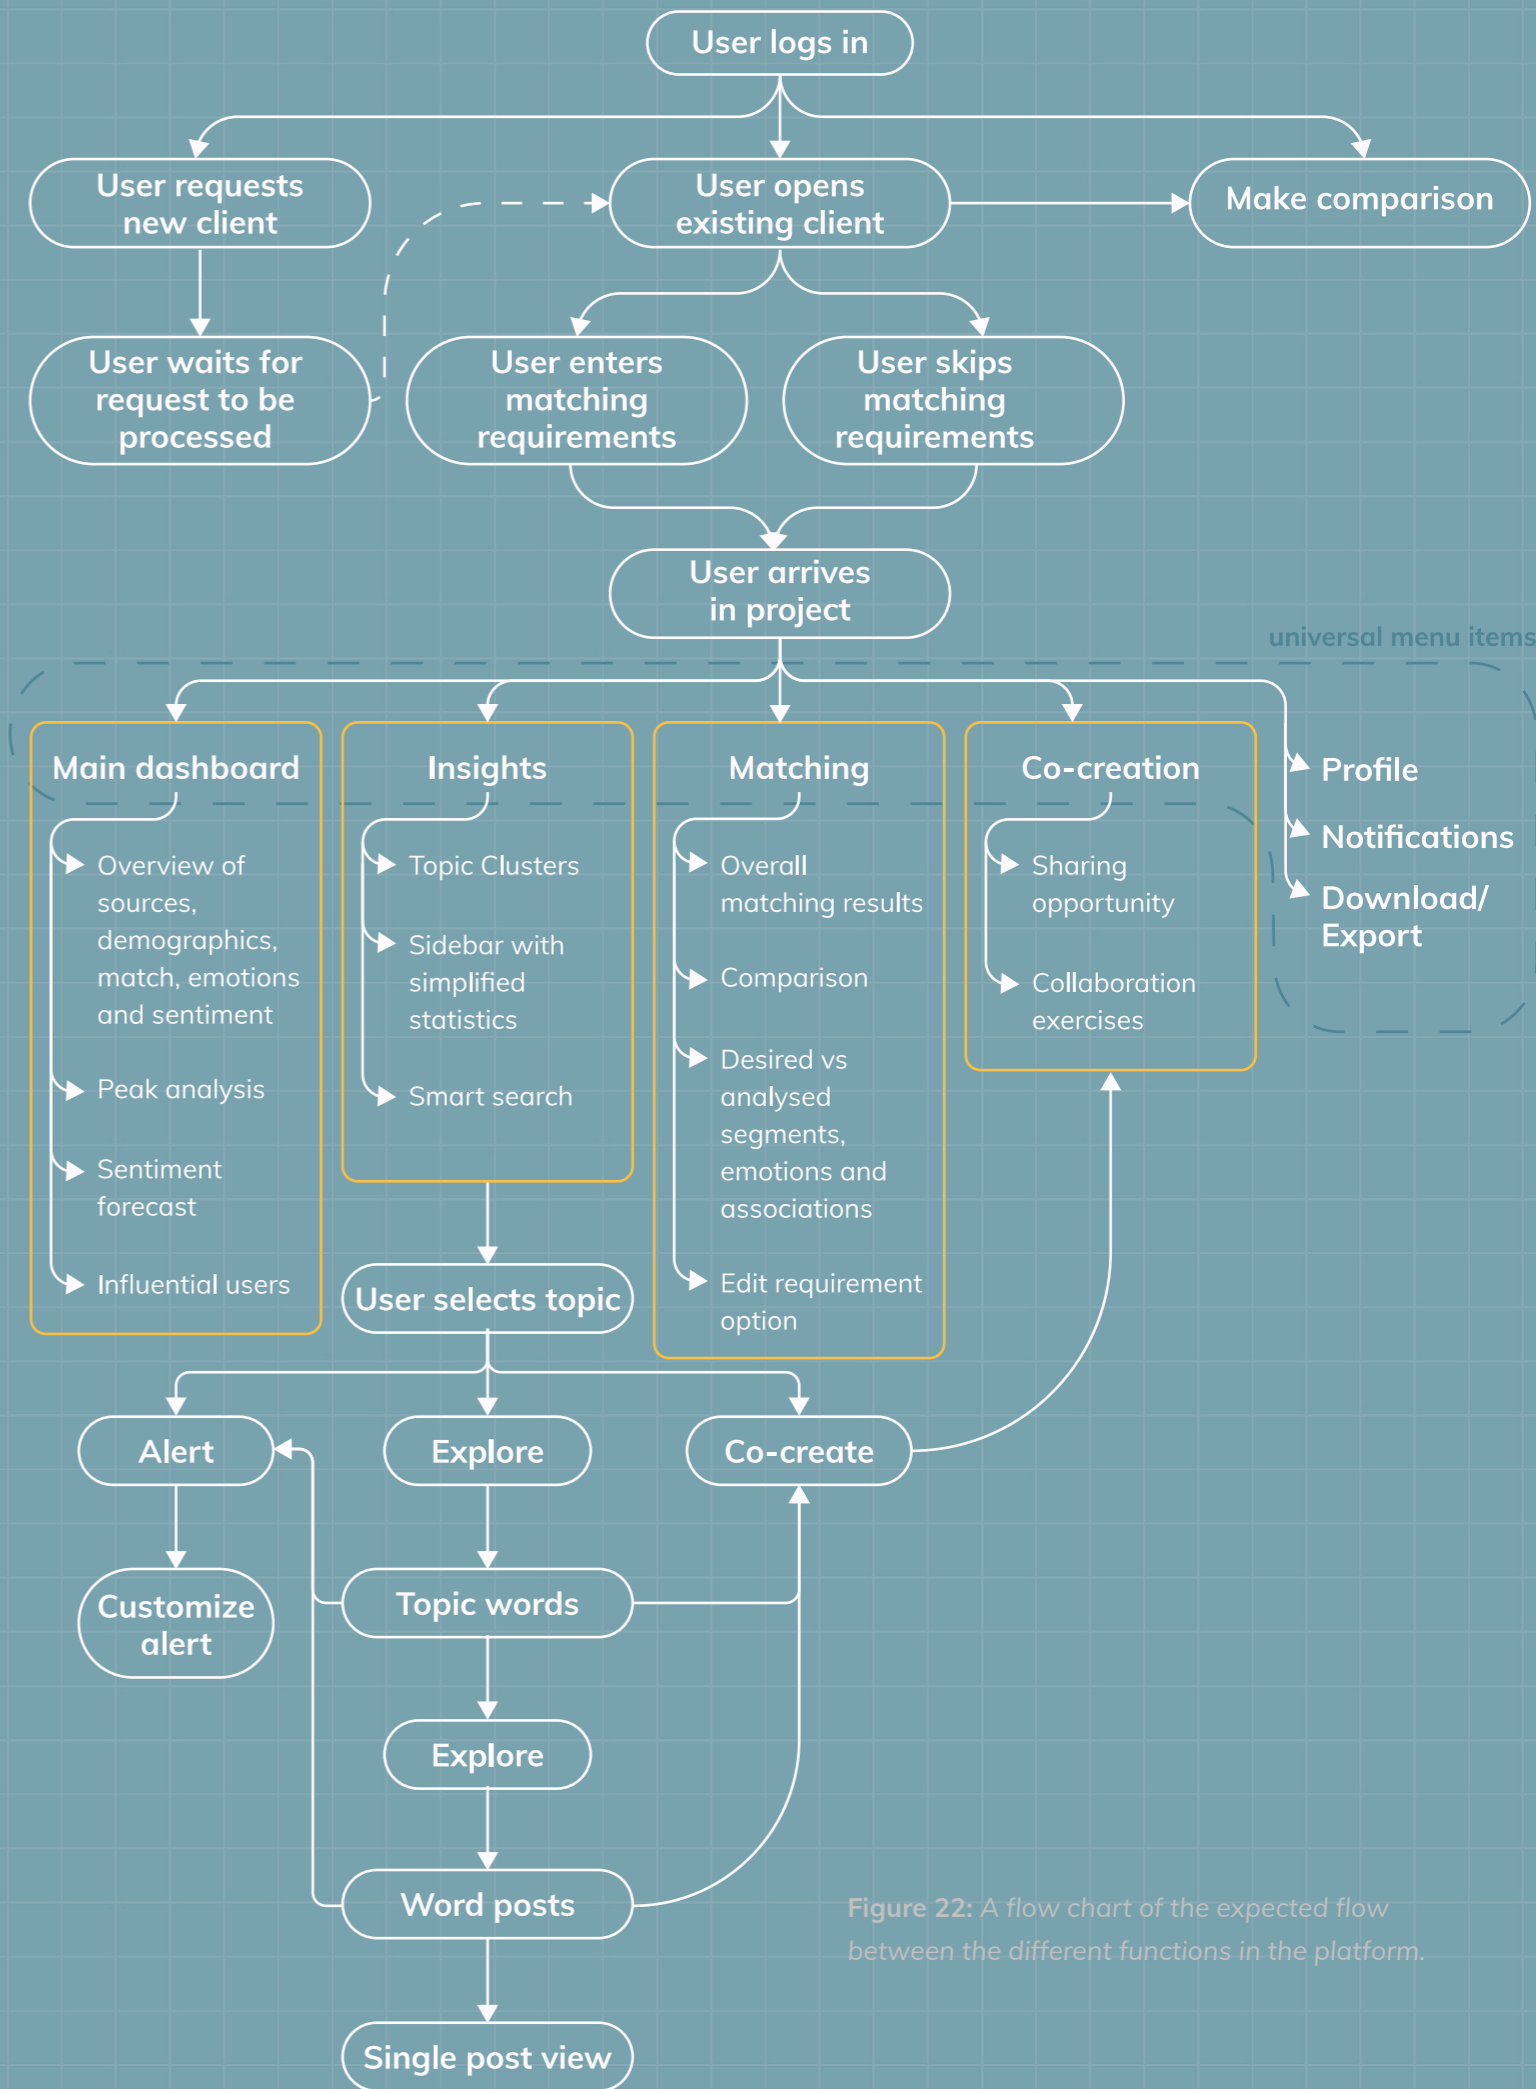 User logs in
User requests
new client
User opens
existing client
Make comparison
User waits for
request to be
processed
User enters
matching
requirements
User skips
matching
requirements
User arrives
in project
universal menu items
Main dashboard
Overview of
sources,
demographics,
match, emotions
and sentiment
Peak analysis
Sentiment
forecast
Influential users
Insights
Topic Clusters
Sidebar with
simplified
statistics
Smart search
Matching
Overall
matching results
Comparison
Desired vs
analysed
segments,
emotions and
associations
Edit requirement
option
Co-creation
Sharing
opportunity
Collaboration
exercises
Profile
Notifications
Download/
Export
User selects topic
Alert
Explore
Co-create
Customize
alert
Topic words
Explore
Word posts
Single post view
Figure 22: A flow chart of the expected flow
between the different functions in the platform.